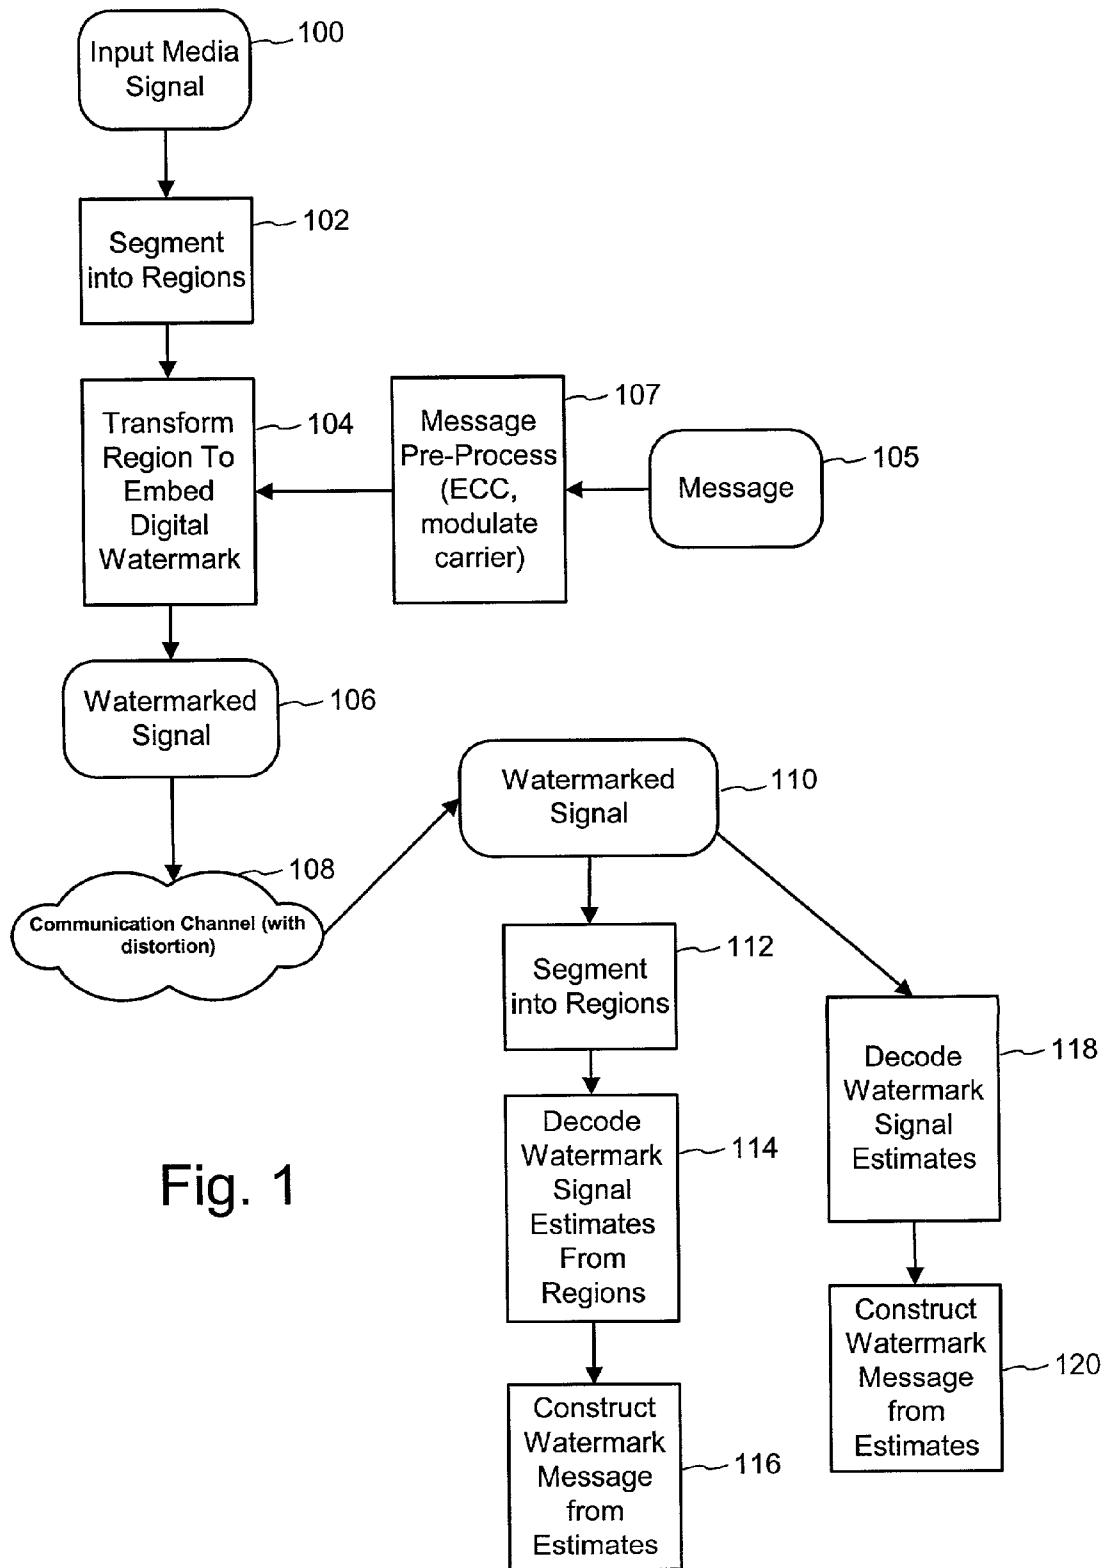 Input Media
Signal
100
Segment
into Regions
102
Transform
Region To
Embed
Digital
Watermark
104
Message
Pre-Process
(ECC,
modulate
carrier)
107
Message
105
Watermarked
Signal
106
Communication Channel (with
distortion)
108
Watermarked
Signal
110
Segment
into Regions
112
Decode
Watermark
Signal
Estimates
From
Regions
114
Construct
Watermark
Message
from
Estimates
116
Decode
Watermark
Signal
Estimates
118
Construct
Watermark
Message
from
Estimates
120
Fig. 1